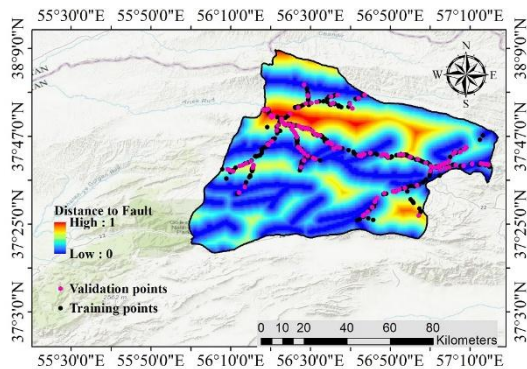 55°30'0"E 55°50'0"E 56°10'0"E 56°30'0"E 56°50'0"E 57°10'0"E
38°9'0"N
37°47'0"N
37°25'0"N
37°3'0"N
N
W E
S
Distance to Fault
High : 1
Low : 0
Validation points
Training points
0 5 10 20 40 60 80
Kilometers
38°9'0"N
37°47'0"N
37°25'0"N
37°3'0"N
55°30'0"E 55°50'0"E 56°10'0"E 56°30'0"E 56°50'0"E 57°10'0"E